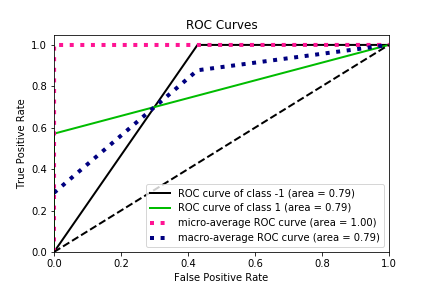 ROC Curves
True Positive Rate
1.0
0.8
0.6
0.4
0.2
0.0
ROC curve of class -1 (area = 0.79)
ROC curve of class 1 (area = 0.79)
micro-average ROC curve (area = 1.00)
macro-average ROC curve (area = 0.79)
0.0 0.2 0.4 0.6 0.8 1.0
False Positive Rate